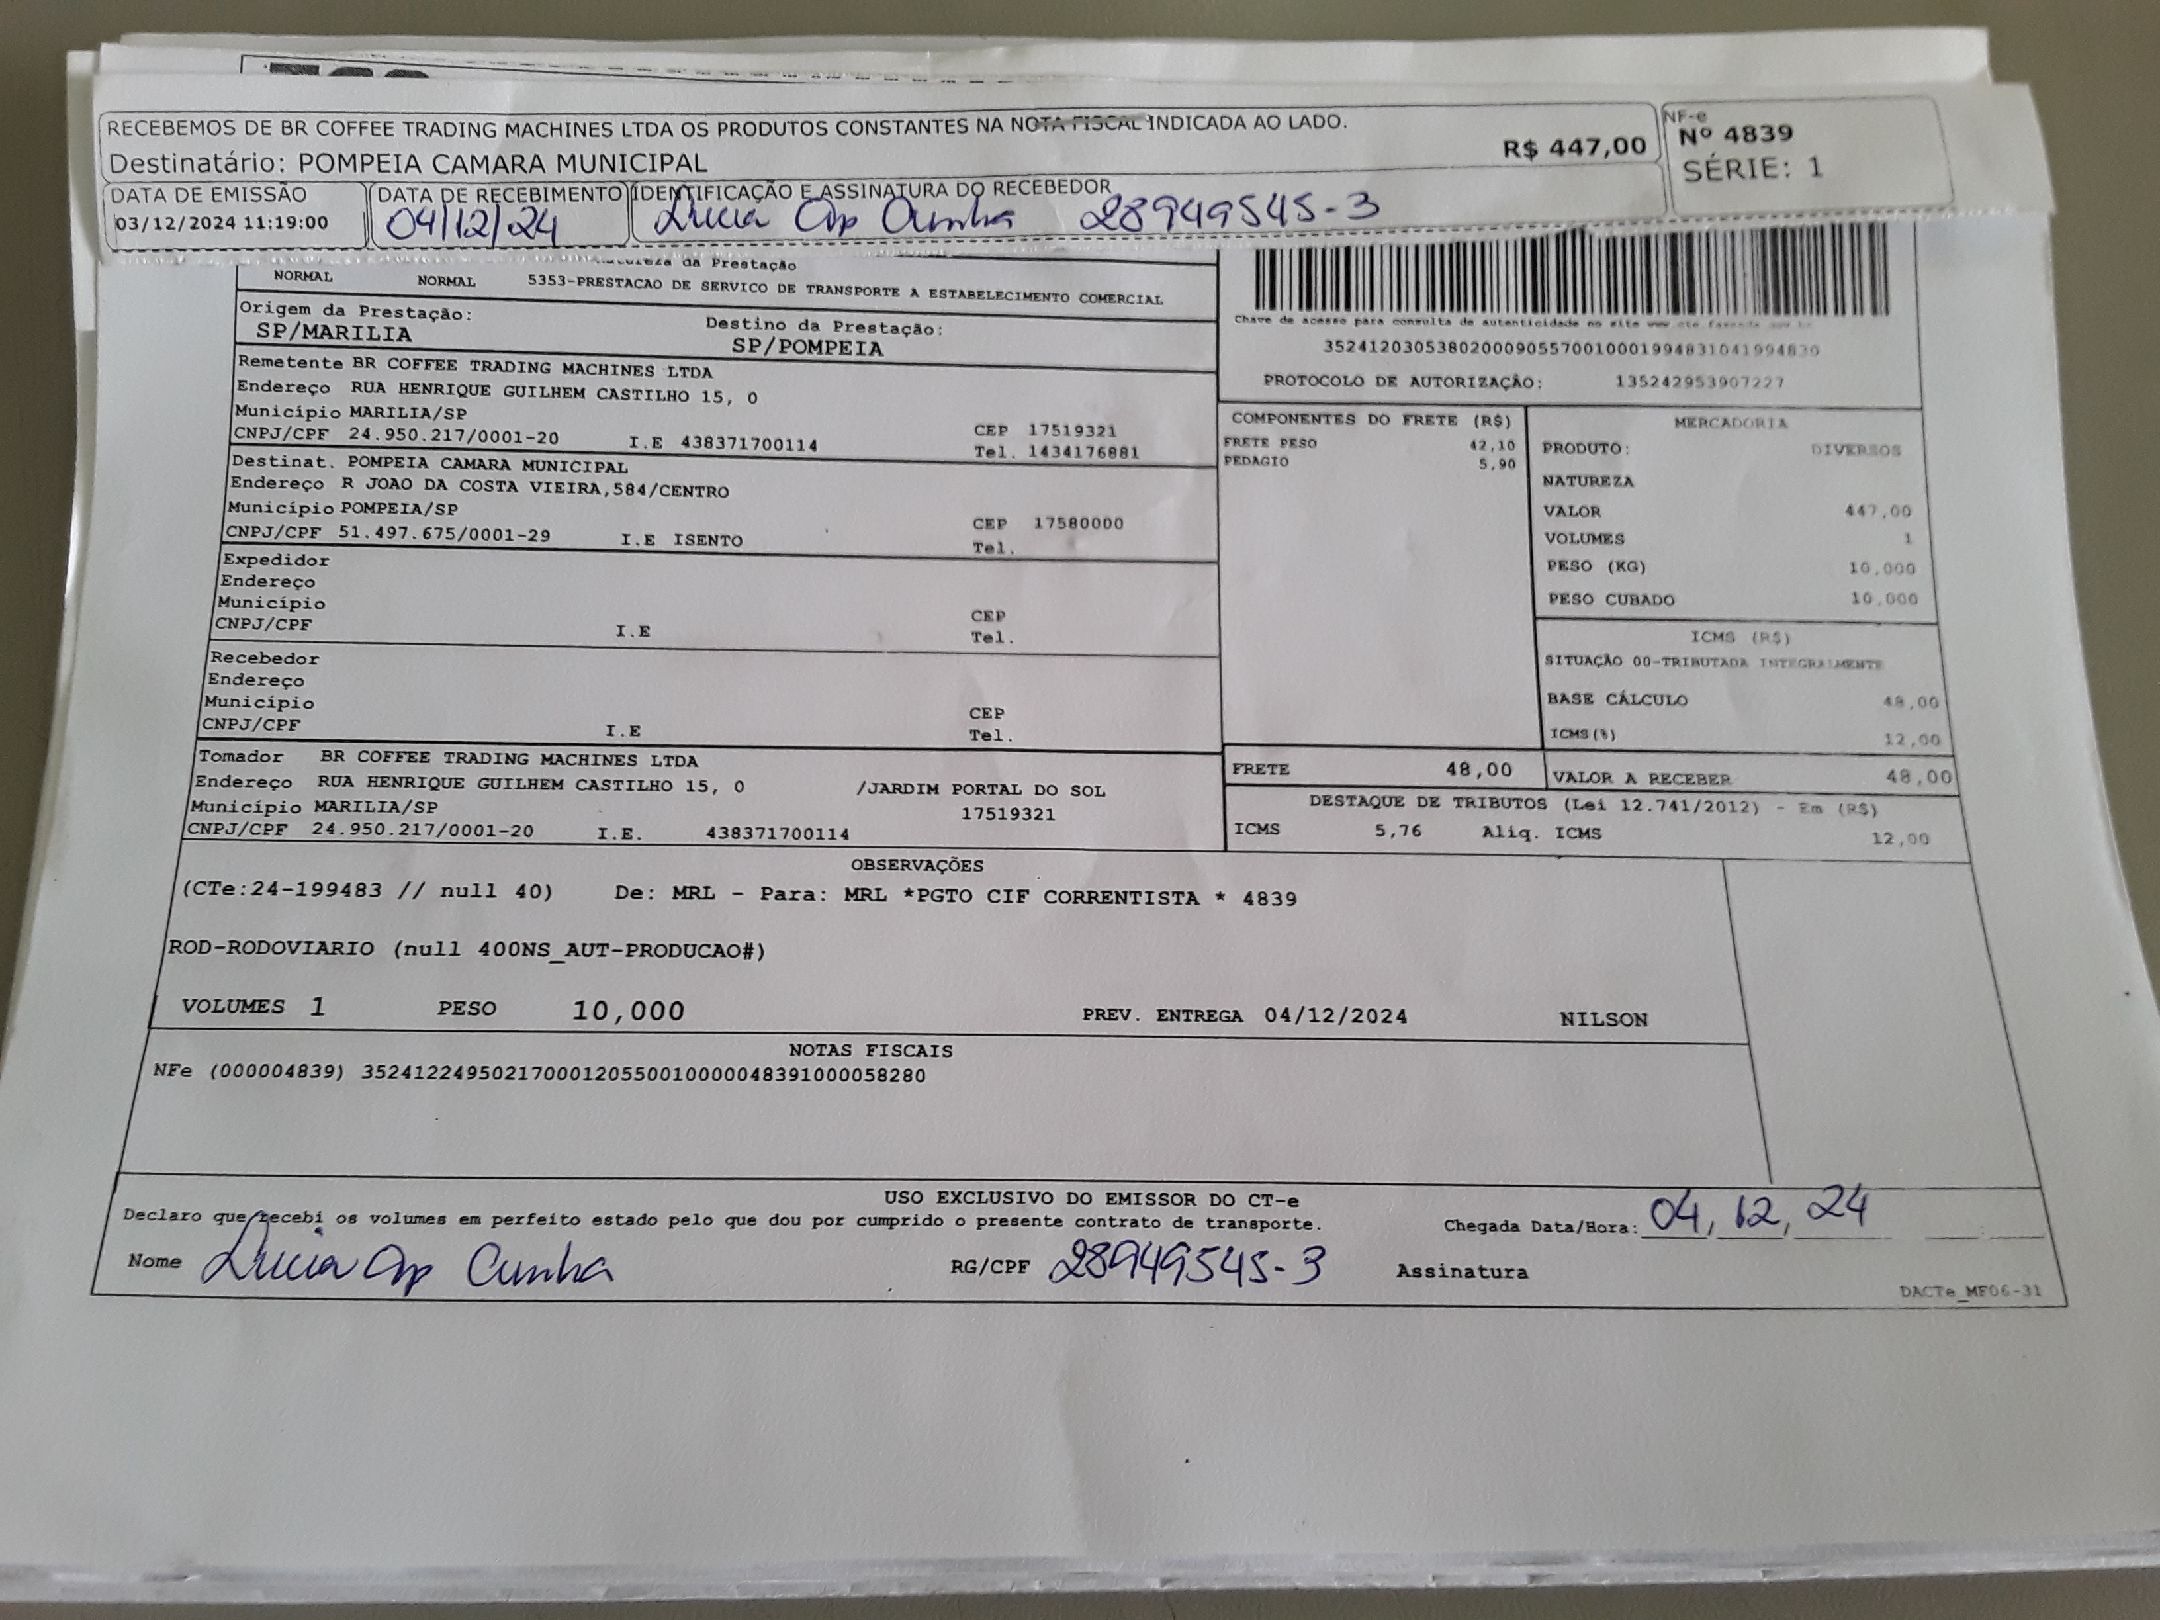 RECEBEMOS DE BR COFFEE TRADING MACHINES LTDA OS PRODUTOS CONSTANTES NA NOTA FISCAL INDICADA AO LADO.
Destinatário: POMPEIA CAMARA MUNICIPAL
R$ 447,00
NF-e
Nº 4839
SÉRIE: 1
DATA DE EMISSÃO
03/12/2024 11:19:00
DATA DE RECEBIMENTO
04/12/24
IDENTIFICAÇÃO E ASSINATURA DO RECEBEDOR
Lucia Ap Cunha 28949545-3
da Prestação
NORMAL NORMAL 5353-PRESTACAO DE SERVICO DE TRANSPORTE A ESTABELECIMENTO COMERCIAL
Origem da Prestação:
SP/MARILIA
Destino da Prestação:
SP/POMPEIA
Chave de acesso para consulta de autenticidade no site www.cte.fazenda.gov.br
PROTOCOLO DE AUTORIZAÇÃO: 135242953907227
Remetente BR COFFEE TRADING MACHINES LTDA
Endereço RUA HENRIQUE GUILHEM CASTILHO 15, 0
Município MARILIA/SP
CEP 17519321
CNPJ/CPF 24.950.217/0001-20 I.E 438371700114 Tel. 1434176881
Destinat. POMPEIA CAMARA MUNICIPAL
Endereço R JOAO DA COSTA VIEIRA,584/CENTRO
Município POMPEIA/SP
CEP 17580000
CNPJ/CPF 51.497.675/0001-29 I.E ISENTO Tel.
Expedidor
Endereço
Município
CEP
CNPJ/CPF I.E Tel.
Recebedor
Endereço
Município
CEP
CNPJ/CPF I.E Tel.
Tomador BR COFFEE TRADING MACHINES LTDA
Endereço RUA HENRIQUE GUILHEM CASTILHO 15, 0 /JARDIM PORTAL DO SOL
Município MARILIA/SP 17519321
CNPJ/CPF 24.950.217/0001-20 I.E. 438371700114
COMPONENTES DO FRETE (R$)
FRETE PESO 42,10
PEDAGIO 5,90
MERCADORIA
PRODUTO: DIVERSOS
NATUREZA
VALOR 447,00
VOLUMES 1
PESO (KG) 10,000
PESO CUBADO 10,000
ICMS (R$)
SITUAÇÃO 00-TRIBUTADA INTEGRALMENTE
BASE CÁLCULO 48,00
ICMS(%) 12,00
FRETE 48,00
VALOR A RECEBER 48,00
DESTAQUE DE TRIBUTOS (Lei 12.741/2012) - Em (R$)
ICMS 5,76 Aliq. ICMS 12,00
OBSERVAÇÕES
(CTe:24-199483 // null 40) De: MRL - Para: MRL *PGTO CIF CORRENTISTA * 4839
ROD-RODOVIARIO (null 400NS_AUT-PRODUCAO#)
VOLUMES 1 PESO 10,000 PREV. ENTREGA 04/12/2024 NILSON
NOTAS FISCAIS
NFe (000004839) 35241224950217000120550010000048391000058280
USO EXCLUSIVO DO EMISSOR DO CT-e
Declaro que recebi os volumes em perfeito estado pelo que dou por cumprido o presente contrato de transporte.
Chegada Data/Hora: 04, 12, 24
Nome Lucia Ap Cunha RG/CPF 28949545-3 Assinatura
DACTe_MF06-31